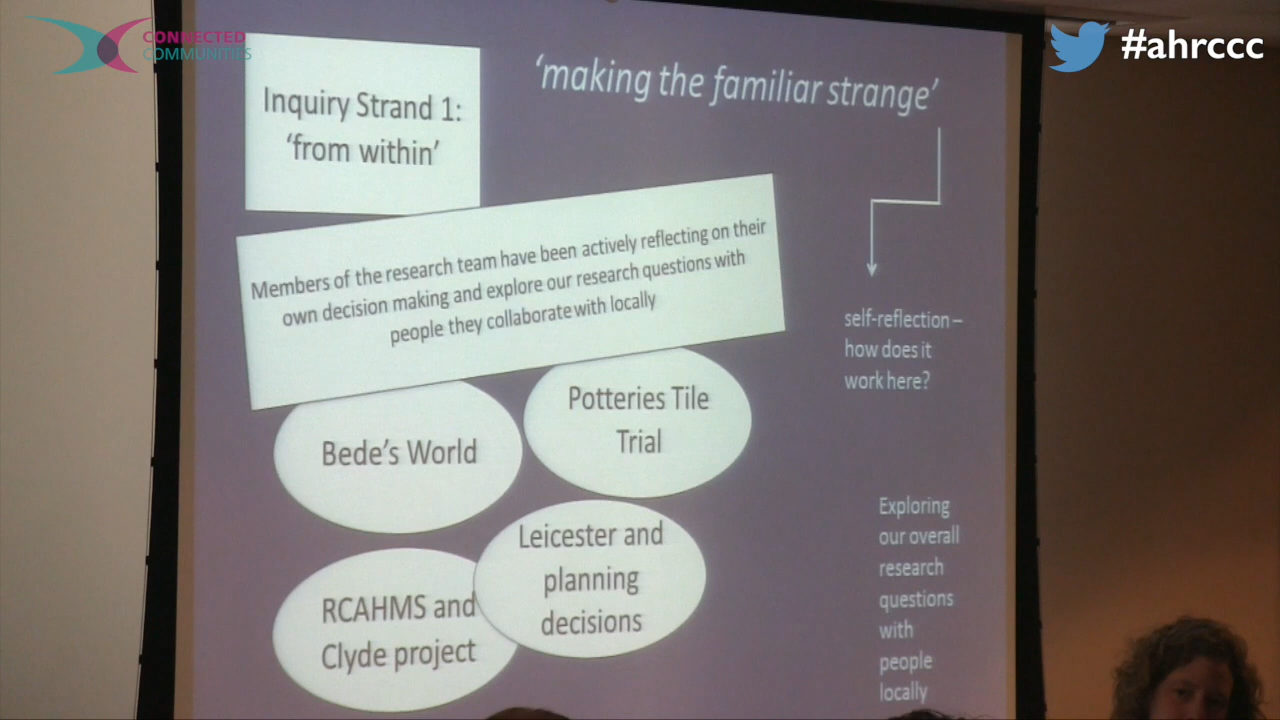 CONNECTED
COMMUNITIES
#ahrccc
Inquiry Strand 1:
‘from within’
‘making the familiar strange’
Members of the research team have been actively reflecting on their
own decision making and explore our research questions with
people they collaborate with locally
self-reflection –
how does it
work here?
Bede’s World
Potteries Tile
Trial
RCAHMS and
Clyde project
Leicester and
planning
decisions
Exploring
our overall
research
questions
with
people
locally